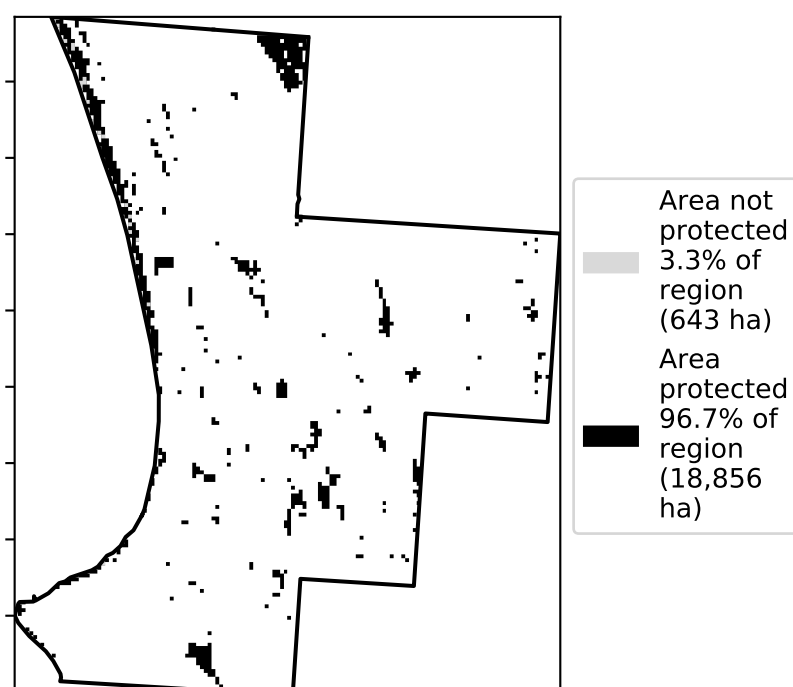 Area not
protected
3.3% of
region
(643 ha)
Area
protected
96.7% of
region
(18,856
ha)